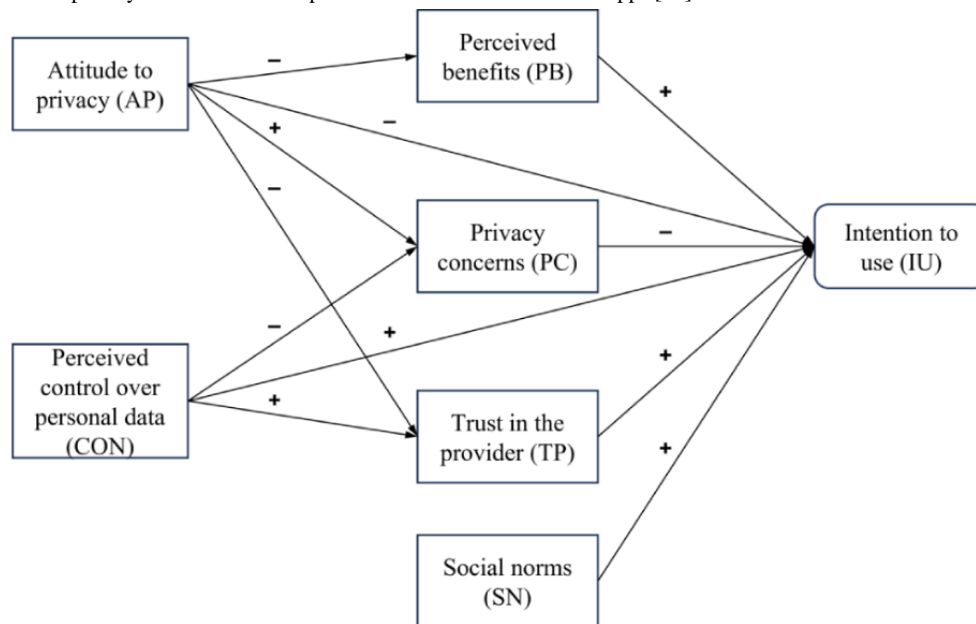 Perceived
benefits (PB)
Attitude to
privacy (AP)
–
+
–
+
–
–
Privacy
concerns (PC)
–
Intention to
use (IU)
–
+
Perceived
control over
personal data
(CON)
+
+
Trust in the
provider (TP)
+
Social norms
(SN)